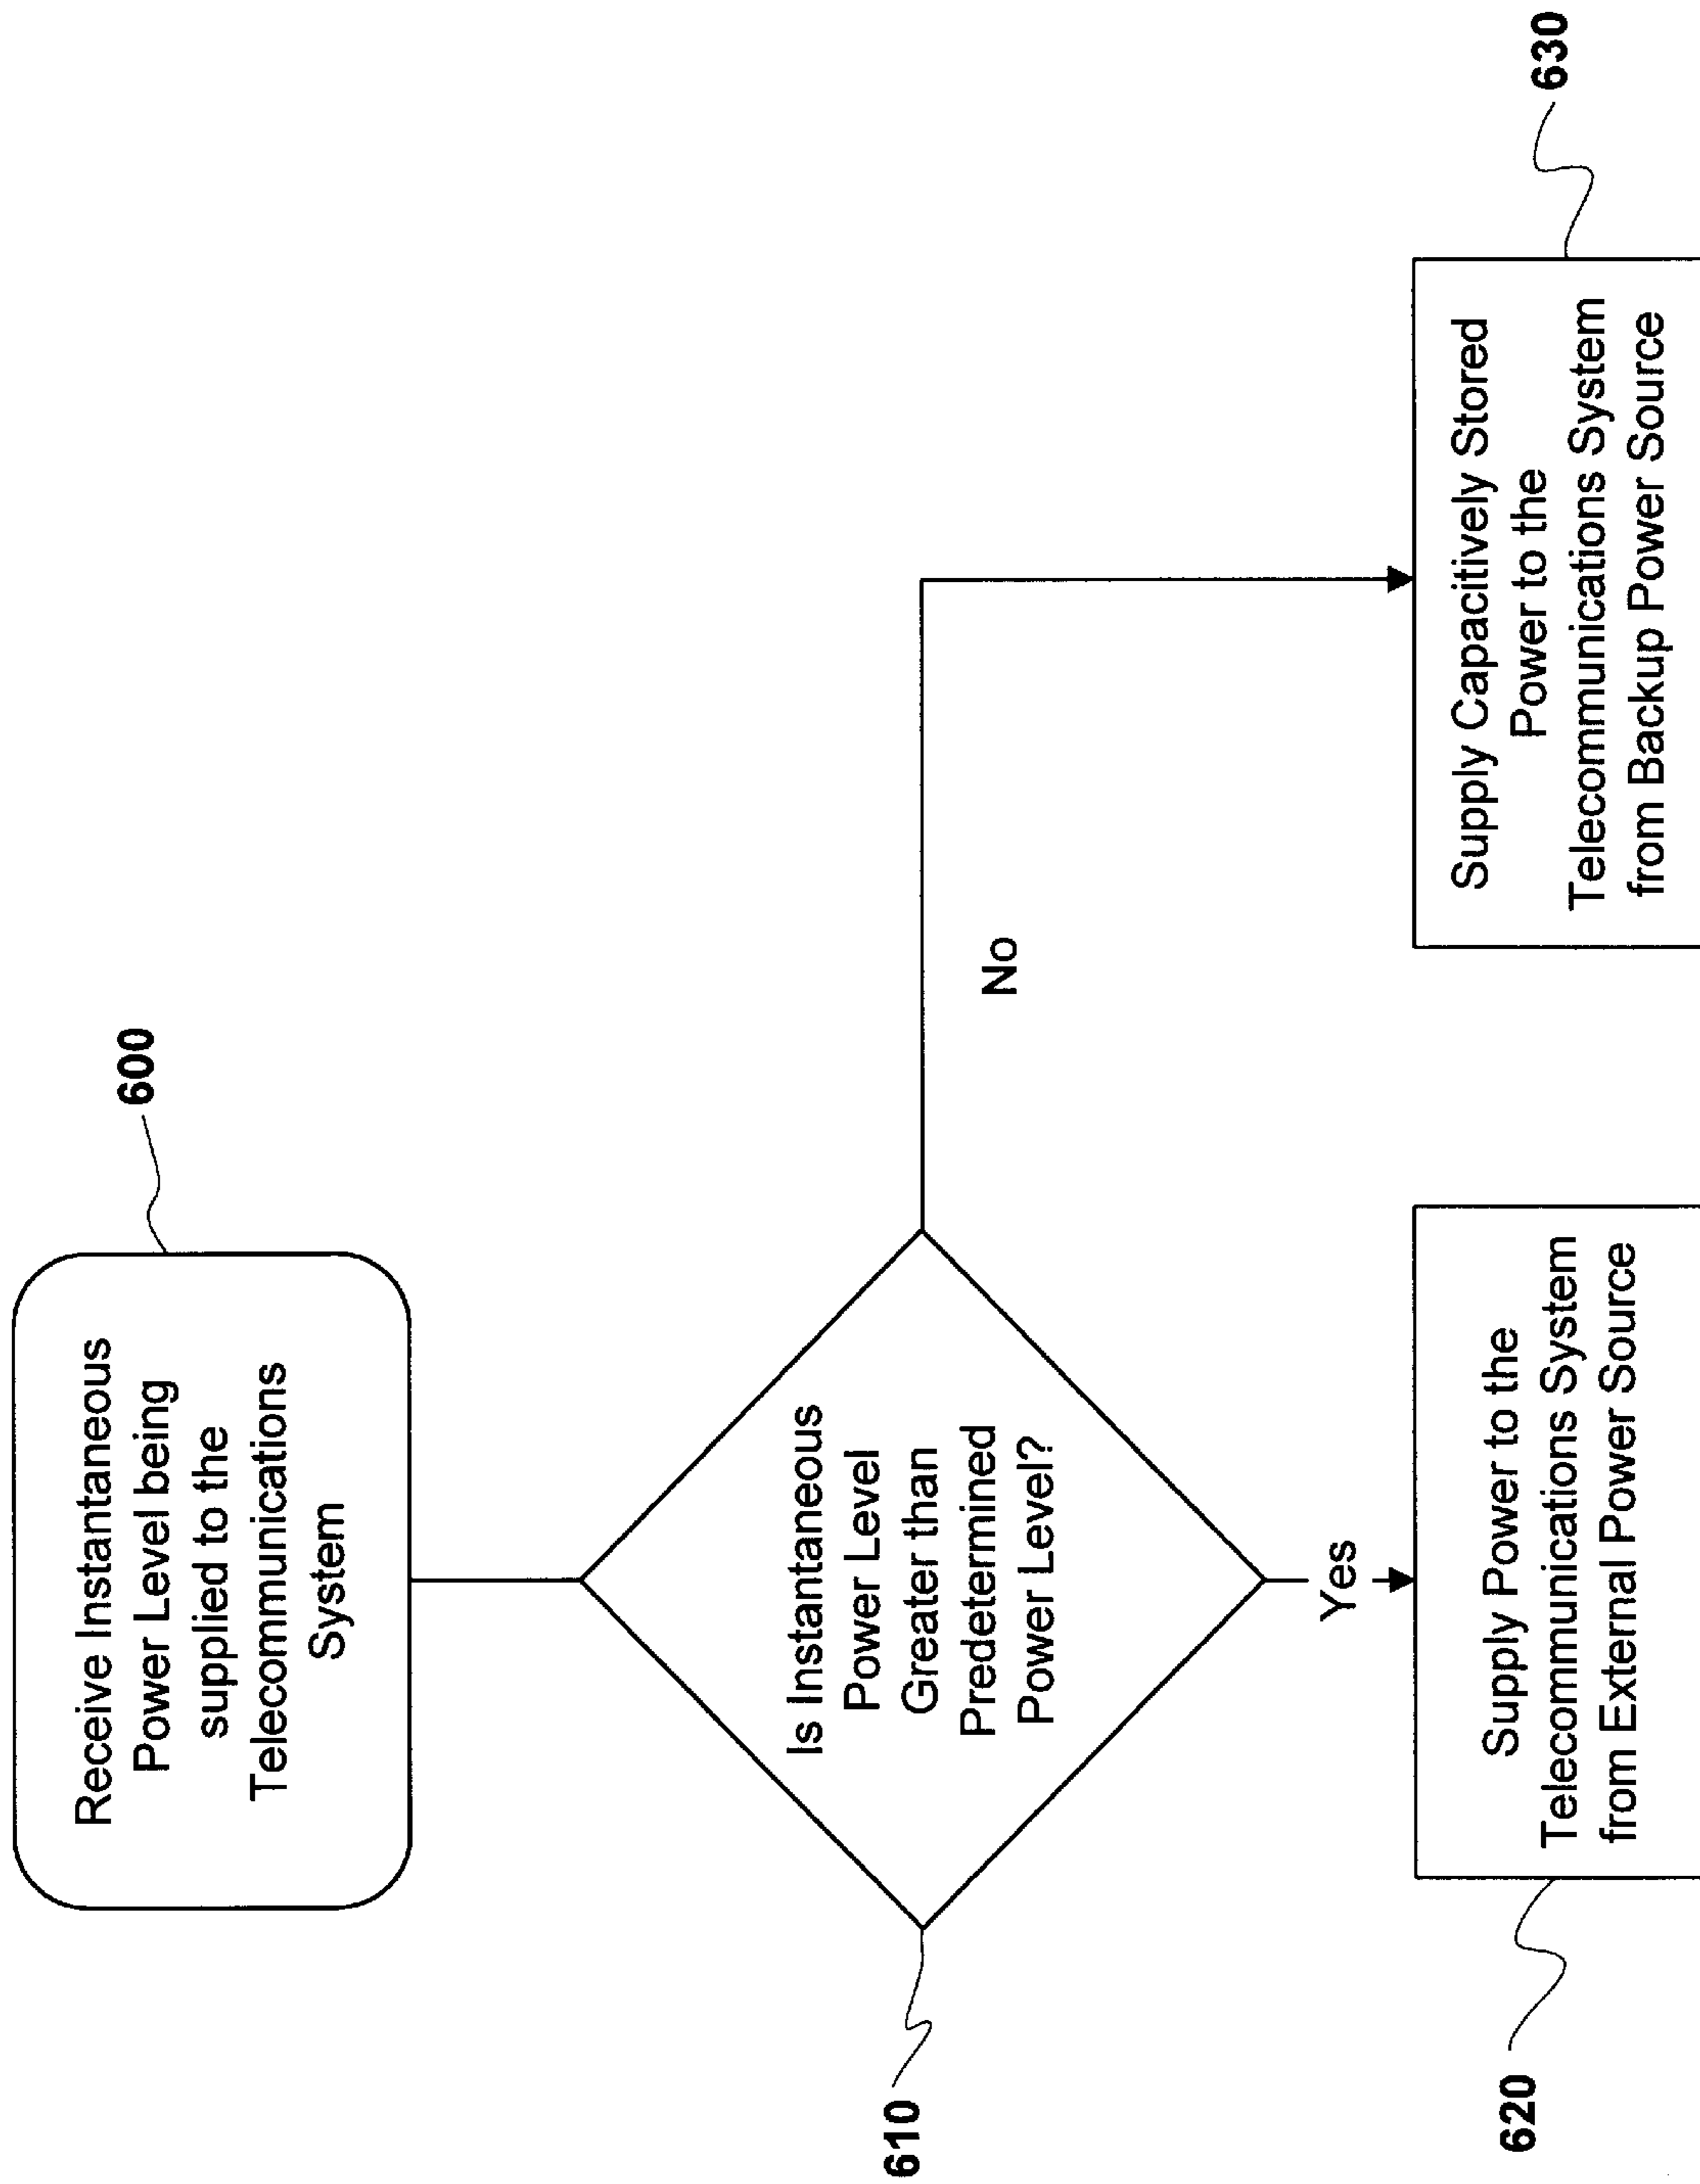 Receive Instantaneous
Power Level being
supplied to the
Telecommunications
System
600
Is Instantaneous
Power Level
Greater than
Predetermined
Power Level?
610
No
Yes
Supply Power to the
Telecommunications System
from External Power Source
620
Supply Capacitively Stored
Power to the
Telecommunications System
from Backup Power Source
630